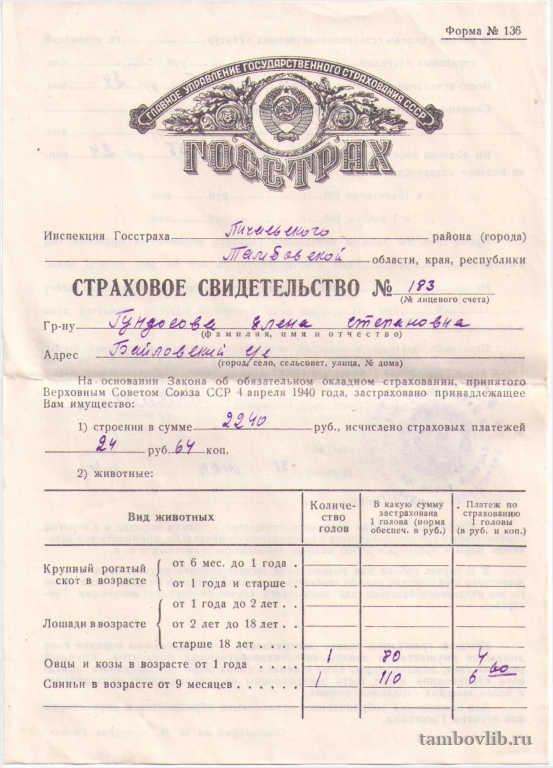 Форма № 136
ГЛАВНОЕ УПРАВЛЕНИЕ ГОСУДАРСТВЕННОГО СТРАХОВАНИЯ СССР
ГОССТРАХ
Инспекция Госстраха Пичаевского района (города)
Тамбовской области, края, республики
СТРАХОВОЕ СВИДЕТЕЛЬСТВО № 183
(№ лицевого счета)
Гр-ну Гундосова Елена Степановна
(фамилия, имя и отчество)
Адрес Байловский с/с
(город, село, сельсовет, улица, № дома)
На основании Закона об обязательном окладном страховании, принятого
Верховным Советом Союза ССР 4 апреля 1940 года, застраховано принадлежащее
Вам имущество:
1) строения в сумме 2240 руб., исчислено страховых платежей
24 руб. 64 коп.
2) животные:
Вид животных
Количество голов
В какую сумму застрахована 1 голова (норма обеспеч. в руб.)
Платеж по страхованию 1 головы (в руб. и коп.)
Крупный рогатый скот в возрасте
от 6 мес. до 1 года
от 1 года и старше
Лошади в возрасте
от 1 года до 2 лет
от 2 до 18 лет
старше 18 лет
Овцы и козы в возрасте от 1 года 1 80 4
Свиньи в возрасте от 9 месяцев 1 110 6 60
tambovlib.ru